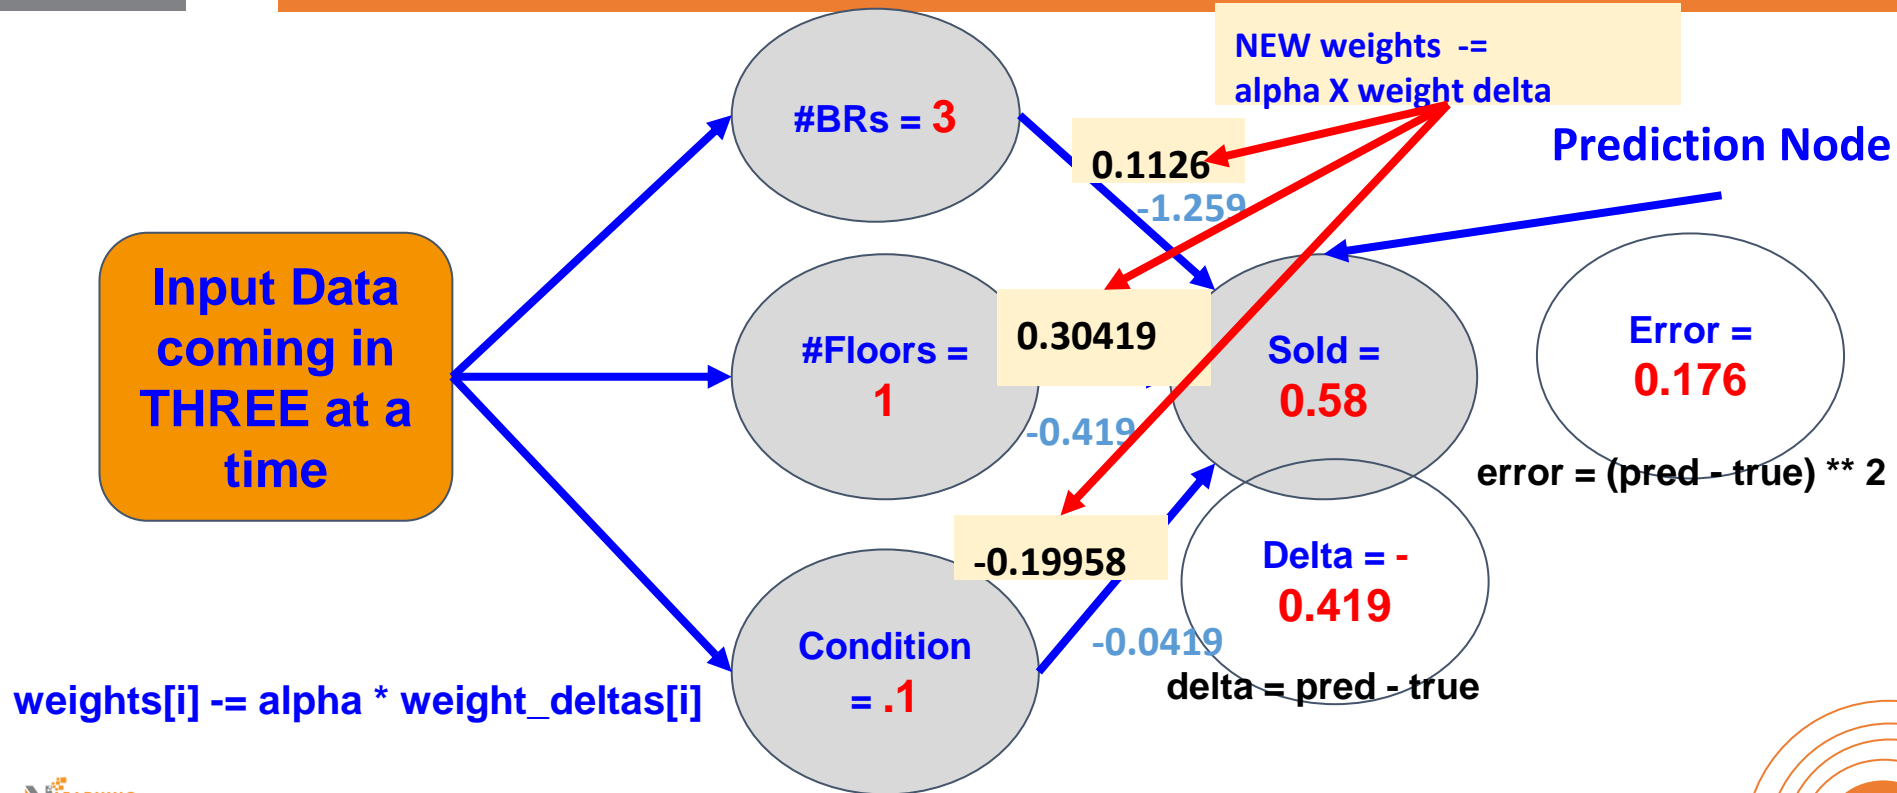 NEW weights -=
alpha X weight delta
#BRs = 3
0.1126
Prediction Node
-1.259
Input Data
coming in
THREE at a
time
#Floors =
1
0.30419
Sold =
0.58
Error =
0.176
-0.419
error = (pred - true) ** 2
-0.19958
Delta = -
0.419
Condition
= .1
-0.0419
delta = pred - true
weights[i] -= alpha * weight_deltas[i]